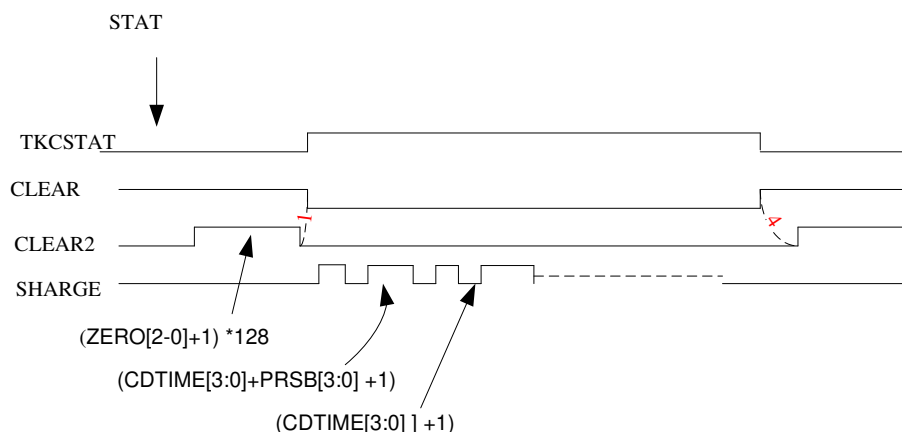 STAT
TKCSTAT
CLEAR
1
4
CLEAR2
SHARGE
(ZERO[2-0]+1) *128
(CDTIME[3:0]+PRSB[3:0] +1)
(CDTIME[3:0] ] +1)